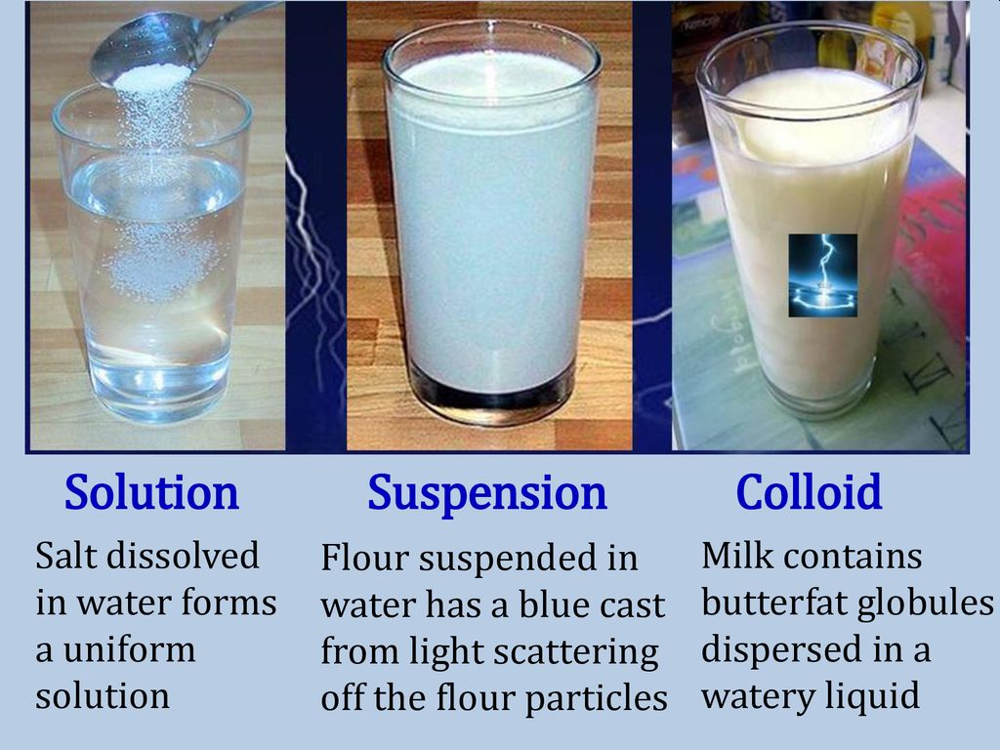 Solution
Salt dissolved
in water forms
a uniform
solution
Suspension
Flour suspended in
water has a blue cast
from light scattering
off the flour particles
Colloid
Milk contains
butterfat globules
dispersed in a
watery liquid